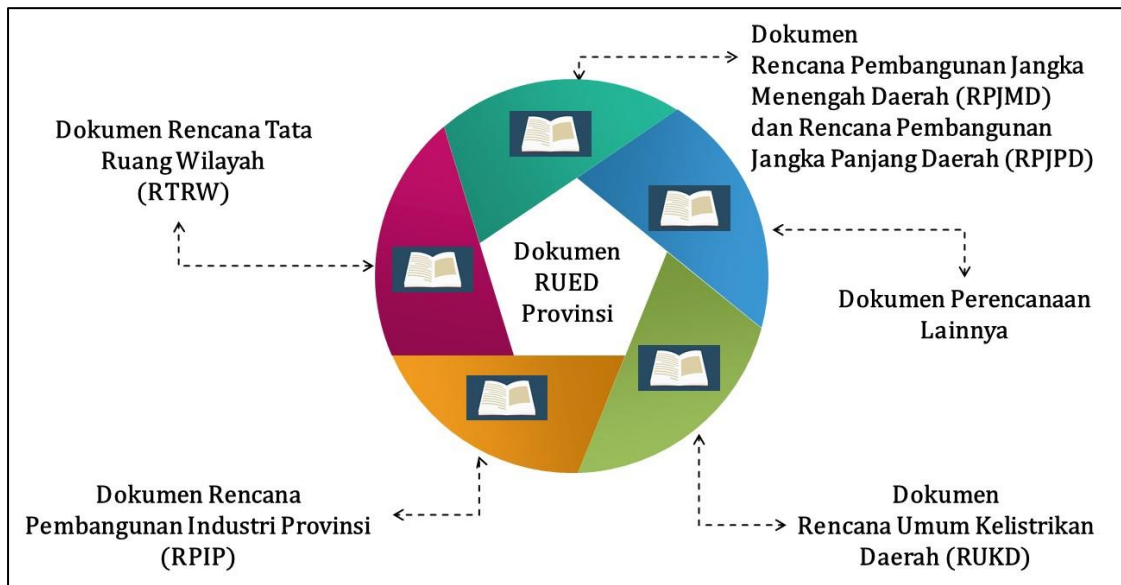 Dokumen
Rencana Pembangunan Jangka
Menengah Daerah (RPJMD)
dan Rencana Pembangunan
Jangka Panjang Daerah (RPJPD)
Dokumen Rencana Tata
Ruang Wilayah
(RTRW)
Dokumen
RUED
Provinsi
Dokumen Perencanaan
Lainnya
Dokumen Rencana
Pembangunan Industri Provinsi
(RPIP)
Dokumen
Rencana Umum Kelistrikan
Daerah (RUKD)